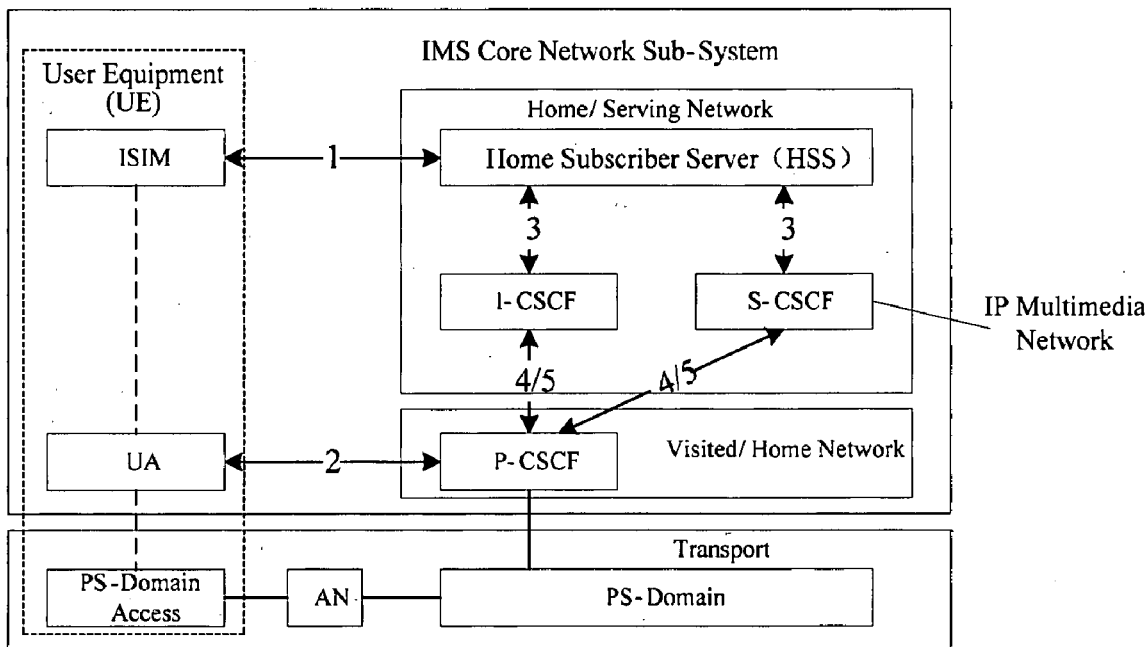 IMS Core Network Sub-System
User Equipment
(UE)
Home/ Serving Network
ISIM
1
Home Subscriber Server（HSS）
3
3
I-CSCF
S-CSCF
IP Multimedia
Network
4/5
4/5
UA
2
P-CSCF
Visited/ Home Network
Transport
PS-Domain
Access
AN
PS-Domain